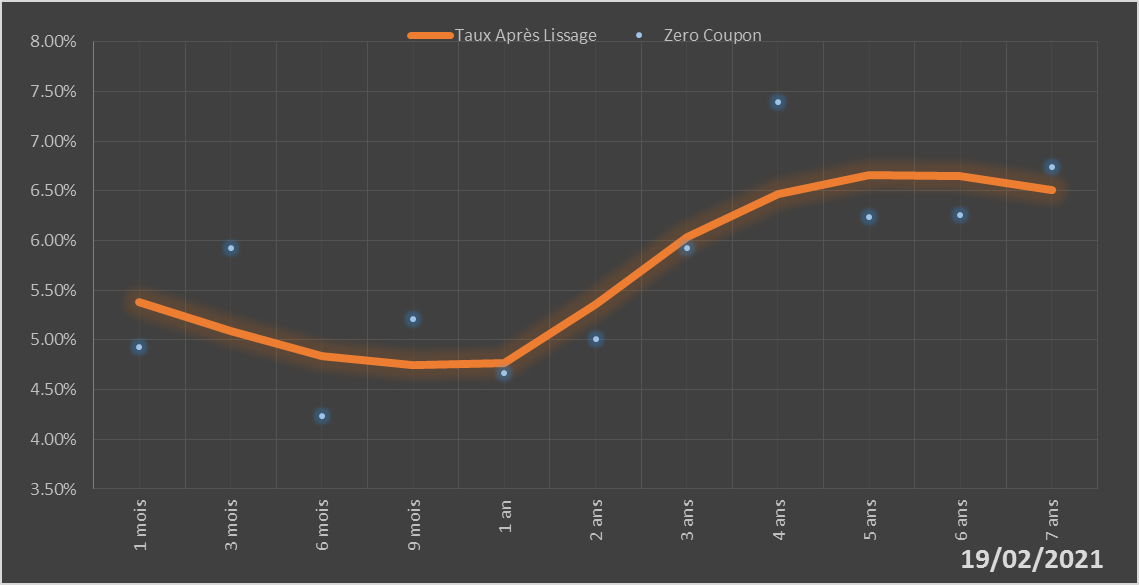 Taux Après Lissage Zero Coupon
8.00%
7.50%
7.00%
6.50%
6.00%
5.50%
5.00%
4.50%
4.00%
3.50%
1 mois
3 mois
6 mois
9 mois
1 an
2 ans
3 ans
4 ans
5 ans
6 ans
7 ans
19/02/2021